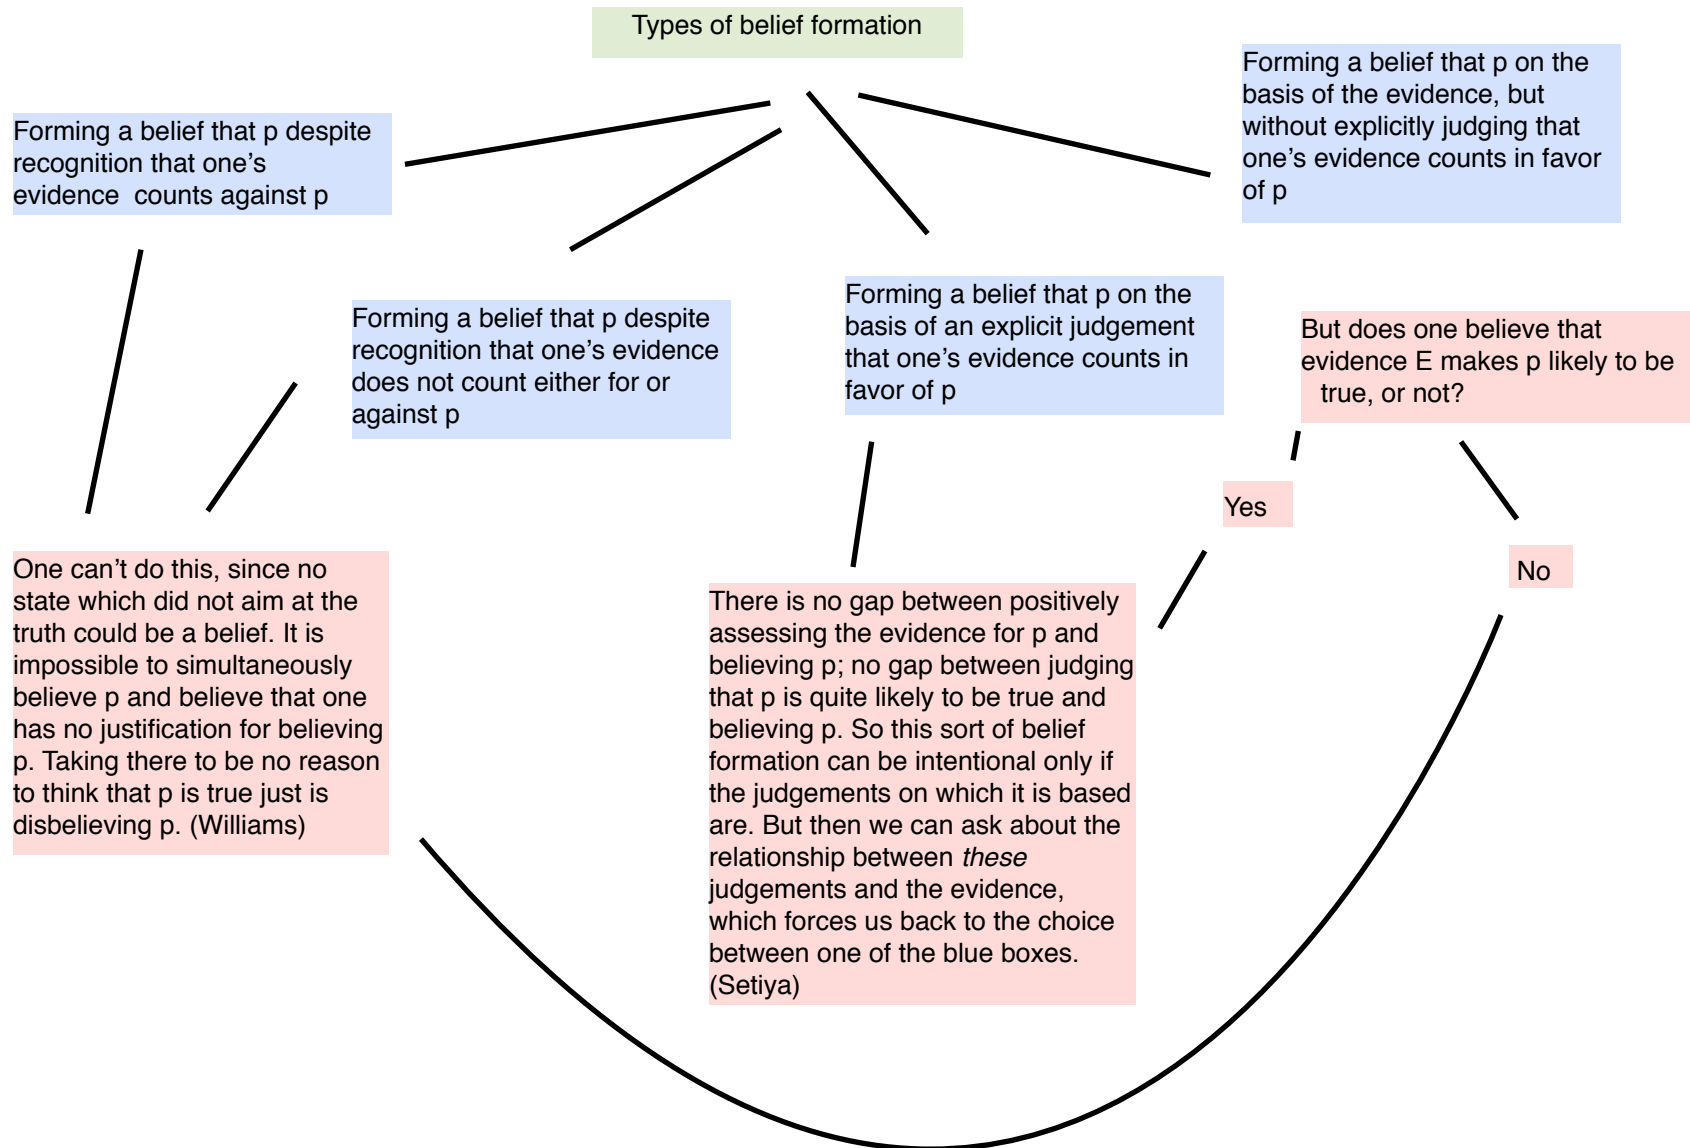 Types of belief formation
Forming a belief that p despite
recognition that one’s
evidence  counts against p
Forming a belief that p despite
recognition that one’s evidence
does not count either for or
against p
Forming a belief that p on the
basis of an explicit judgement
that one’s evidence counts in
favor of p
Forming a belief that p on the
basis of the evidence, but
without explicitly judging that
one’s evidence counts in favor
of p
But does one believe that
evidence E makes p likely to be
true, or not?
Yes
No
One can’t do this, since no
state which did not aim at the
truth could be a belief. It is
impossible to simultaneously
believe p and believe that one
has no justification for believing
p. Taking there to be no reason
to think that p is true just is
disbelieving p. (Williams)
There is no gap between positively
assessing the evidence for p and
believing p; no gap between judging
that p is quite likely to be true and
believing p. So this sort of belief
formation can be intentional only if
the judgements on which it is based
are. But then we can ask about the
relationship between these
judgements and the evidence,
which forces us back to the choice
between one of the blue boxes.
(Setiya)